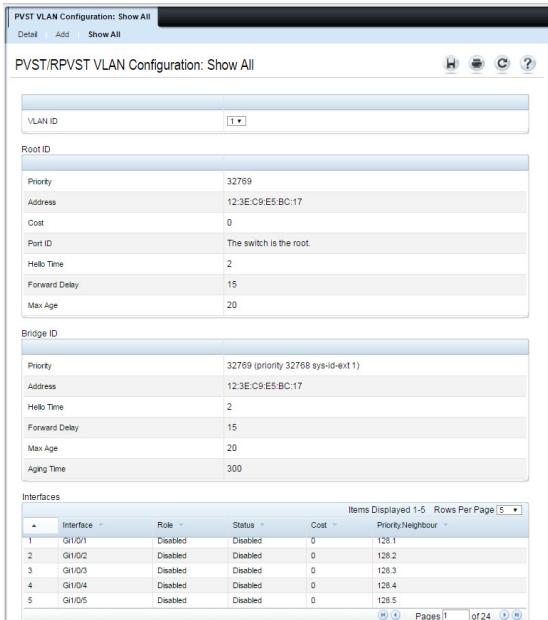 PVST VLAN Configuration: Show All
Detail Add Show All
PVST/RPVST VLAN Configuration: Show All
VLAN ID 1
Root ID
Priority 32769
Address 12:3E:C9:E5:BC:17
Cost 0
Port ID The switch is the root.
Hello Time 2
Forward Delay 15
Max Age 20
Bridge ID
Priority 32769 (priority 32768 sys-id-ext 1)
Address 12:3E:C9:E5:BC:17
Hello Time 2
Forward Delay 15
Max Age 20
Aging Time 300
Interfaces
Items Displayed 1-5 Rows Per Page 5
Interface Role Status Cost Priority.Neighbour
1 Gi1/0/1 Disabled Disabled 0 128.1
2 Gi1/0/2 Disabled Disabled 0 128.2
3 Gi1/0/3 Disabled Disabled 0 128.3
4 Gi1/0/4 Disabled Disabled 0 128.4
5 Gi1/0/5 Disabled Disabled 0 128.5
Pages 1 of 24